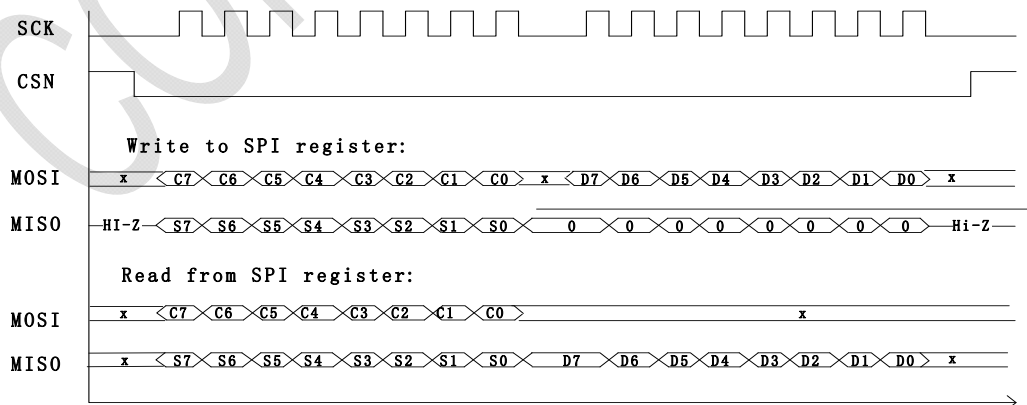 SCK
CSN
Write to SPI register:
MOSI x C7 C6 C5 C4 C3 C2 C1 C0 x D7 D6 D5 D4 D3 D2 D1 D0 x
MISO HI-Z S7 S6 S5 S4 S3 S2 S1 S0 0 0 0 0 0 0 0 0 Hi-Z
Read from SPI register:
MOSI x C7 C6 C5 C4 C3 C2 C1 C0 x
MISO x S7 S6 S5 S4 S3 S2 S1 S0 D7 D6 D5 D4 D3 D2 D1 D0 x